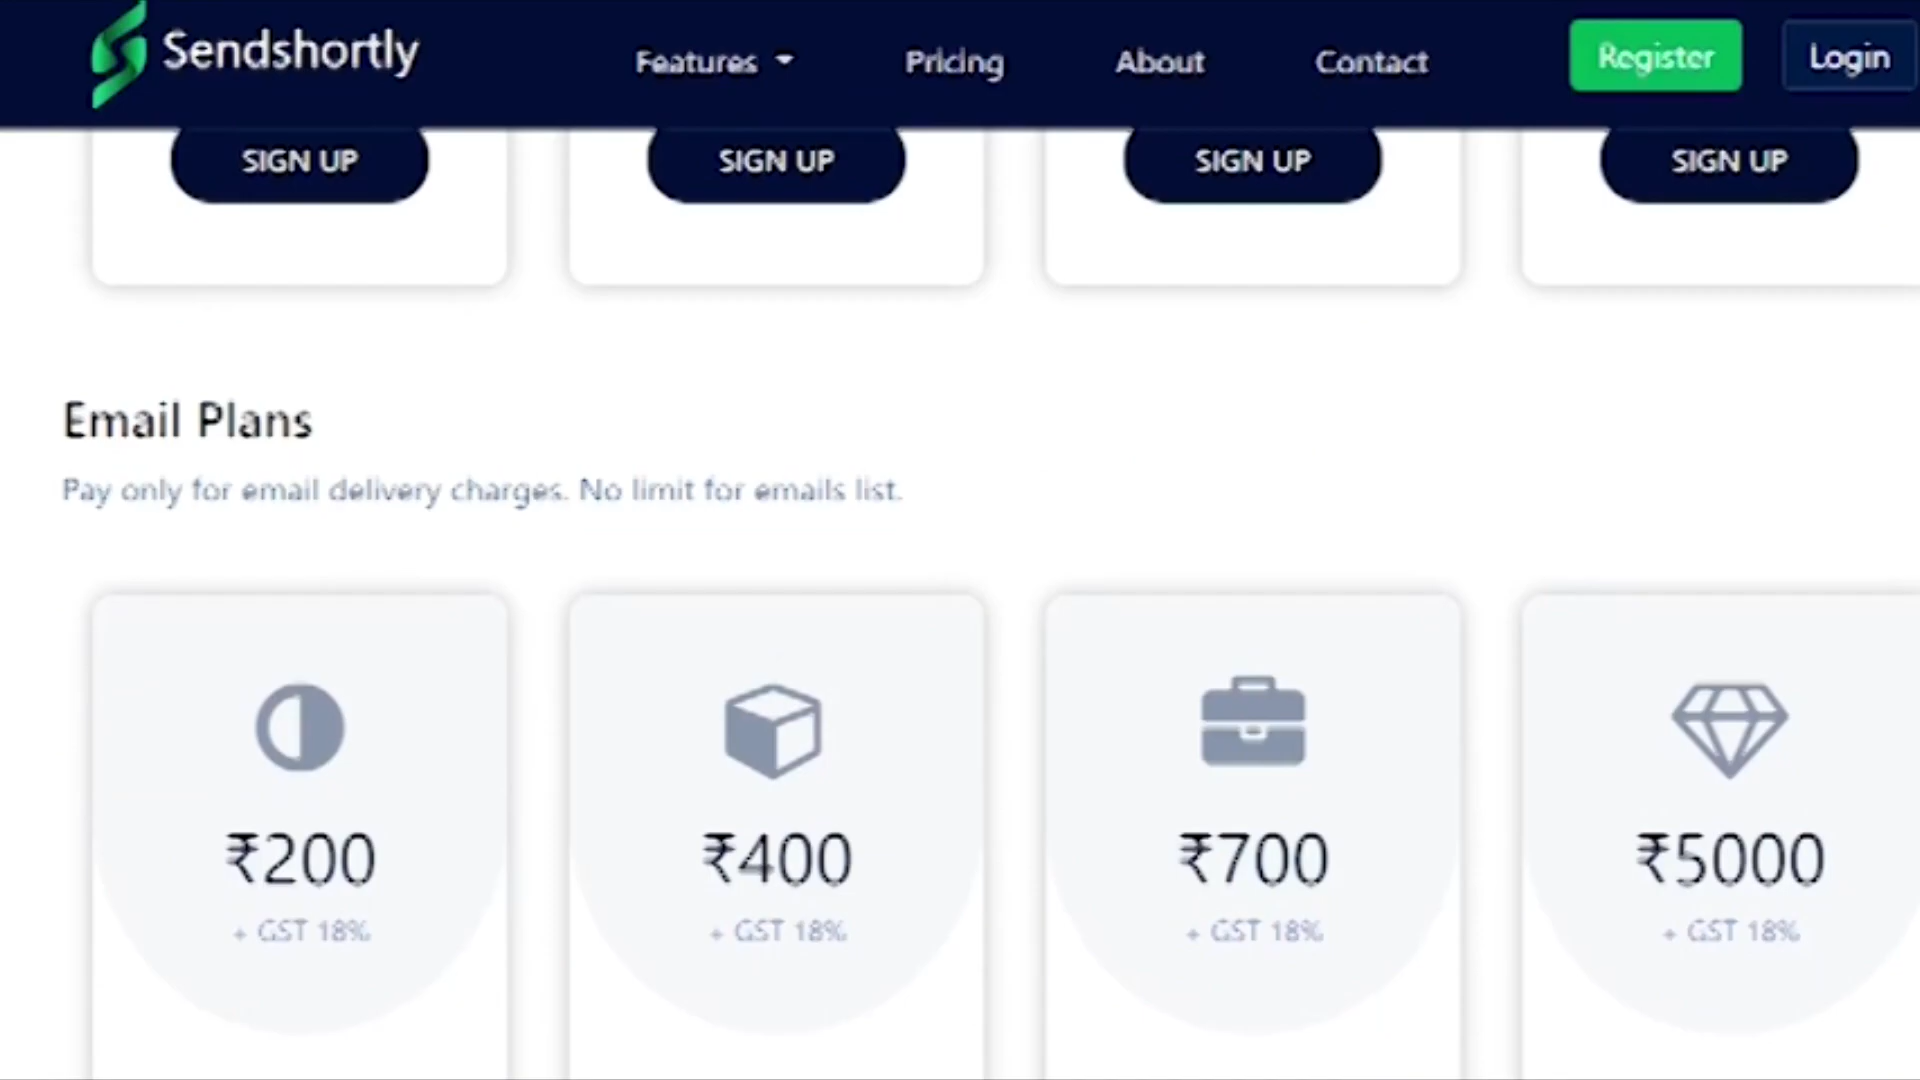 Sendshortly Features Pricing About Contact Register Login
SIGN UP SIGN UP SIGN UP SIGN UP
Email Plans
Pay only for email delivery charges. No limit for emails list.
₹200 ₹400 ₹700 ₹5000
+ GST 18% + GST 18% + GST 18% + GST 18%